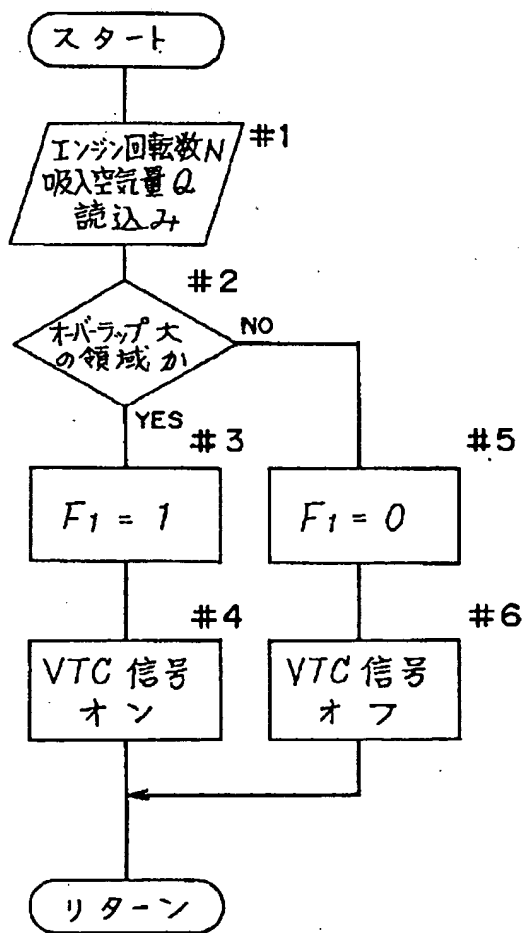 スタート
#1
エンジン回転数N
吸入空気量Q
読込み
#2
オーバーラップ大
の領域か
NO
YES
#3
F1 = 1
#5
F1 = 0
#4
VTC 信号
オン
#6
VTC 信号
オフ
リターン